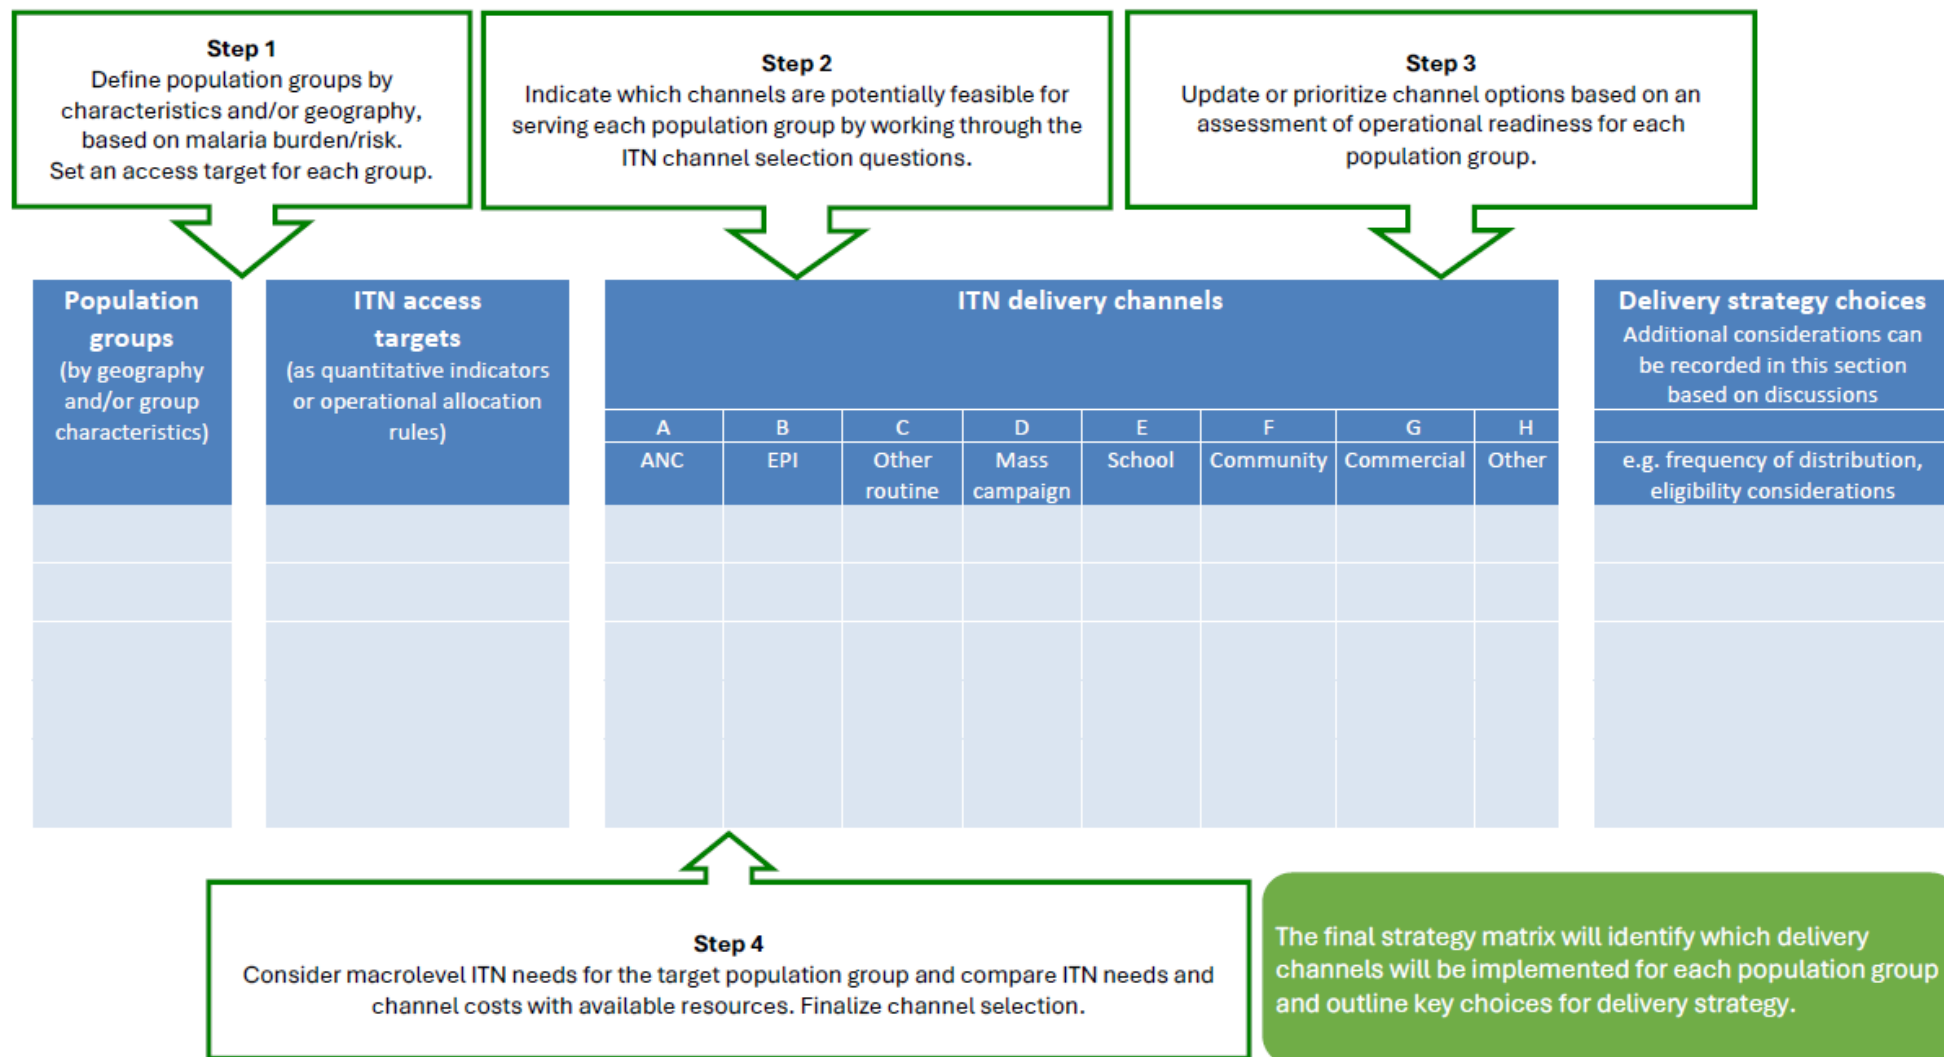 Step 1
Define population groups by
characteristics and/or geography,
based on malaria burden/risk.
Set an access target for each group.
Step 2
Indicate which channels are potentially feasible for
serving each population group by working through the
ITN channel selection questions.
Step 3
Update or prioritize channel options based on an
assessment of operational readiness for each
population group.
Population
groups
(by geography
and/or group
characteristics)
ITN access
targets
(as quantitative indicators
or operational allocation
rules)
ITN delivery channels
A B C D E F G H
ANC EPI Other routine Mass campaign School Community Commercial Other
Delivery strategy choices
Additional considerations can
be recorded in this section
based on discussions
e.g. frequency of distribution,
eligibility considerations
Step 4
Consider macrolevel ITN needs for the target population group and compare ITN needs and
channel costs with available resources. Finalize channel selection.
The final strategy matrix will identify which delivery
channels will be implemented for each population group
and outline key choices for delivery strategy.